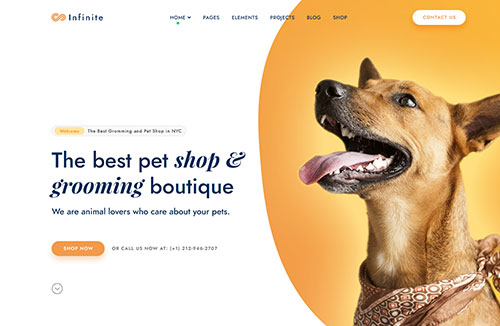 Infinite
HOME PAGES ELEMENTS PROJECTS BLOG SHOP
CONTACT US
Welcome The Best Gromming and Pet Shop in NYC
The best pet shop &
grooming boutique
We are animal lovers who care about your pets.
SHOP NOW OR CALL US NOW AT: (+1) 212-946-2707